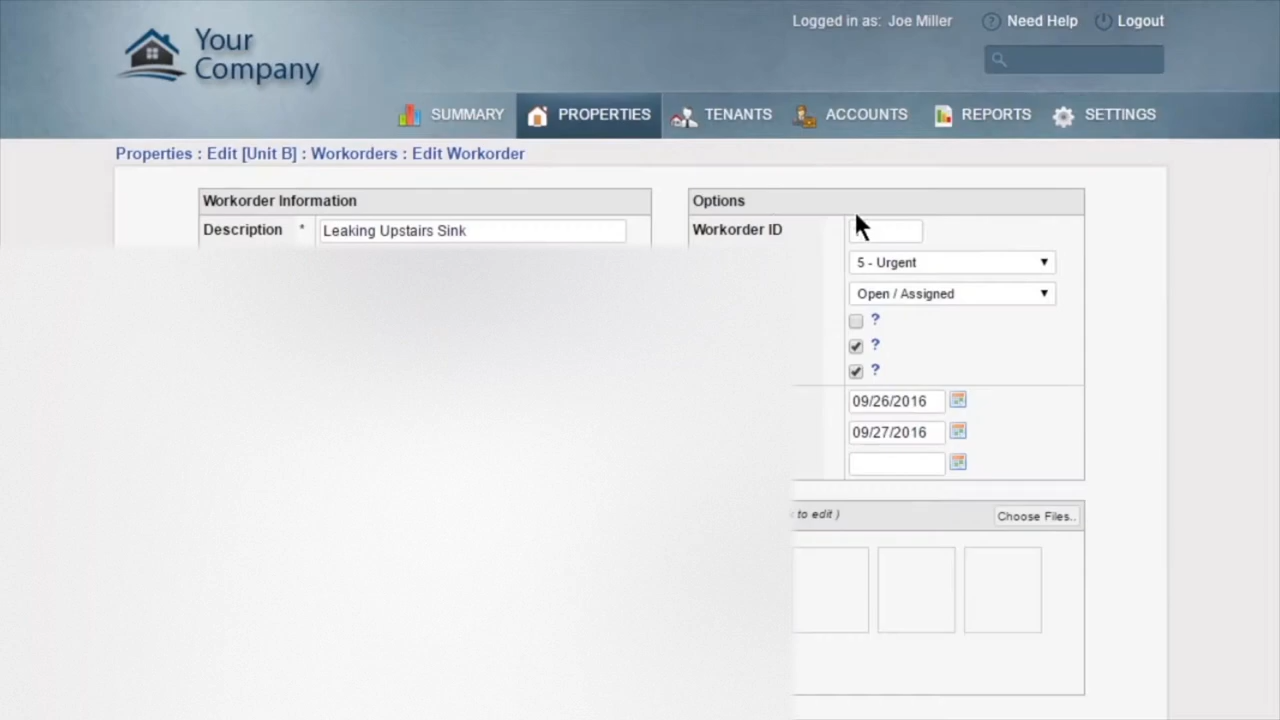 Logged in as: Joe Miller
? Need Help
Logout
Your
Company
SUMMARY
PROPERTIES
TENANTS
ACCOUNTS
REPORTS
SETTINGS
Properties : Edit [Unit B] : Workorders : Edit Workorder
Workorder Information
Description * Leaking Upstairs Sink
Options
Workorder ID
5 - Urgent
Open / Assigned
?
?
?
09/26/2016
09/27/2016
to edit )
Choose Files..